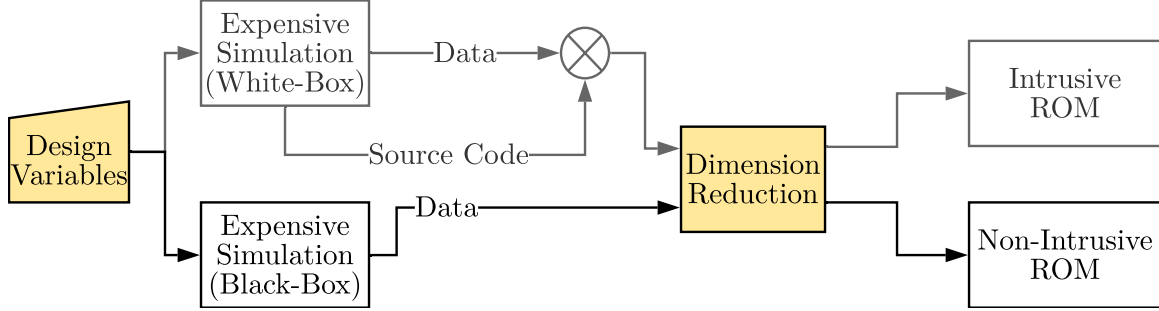 Design
Variables
Expensive
Simulation
(White-Box)
Data
Source Code
Expensive
Simulation
(Black-Box)
Data
Dimension
Reduction
Intrusive
ROM
Non-Intrusive
ROM